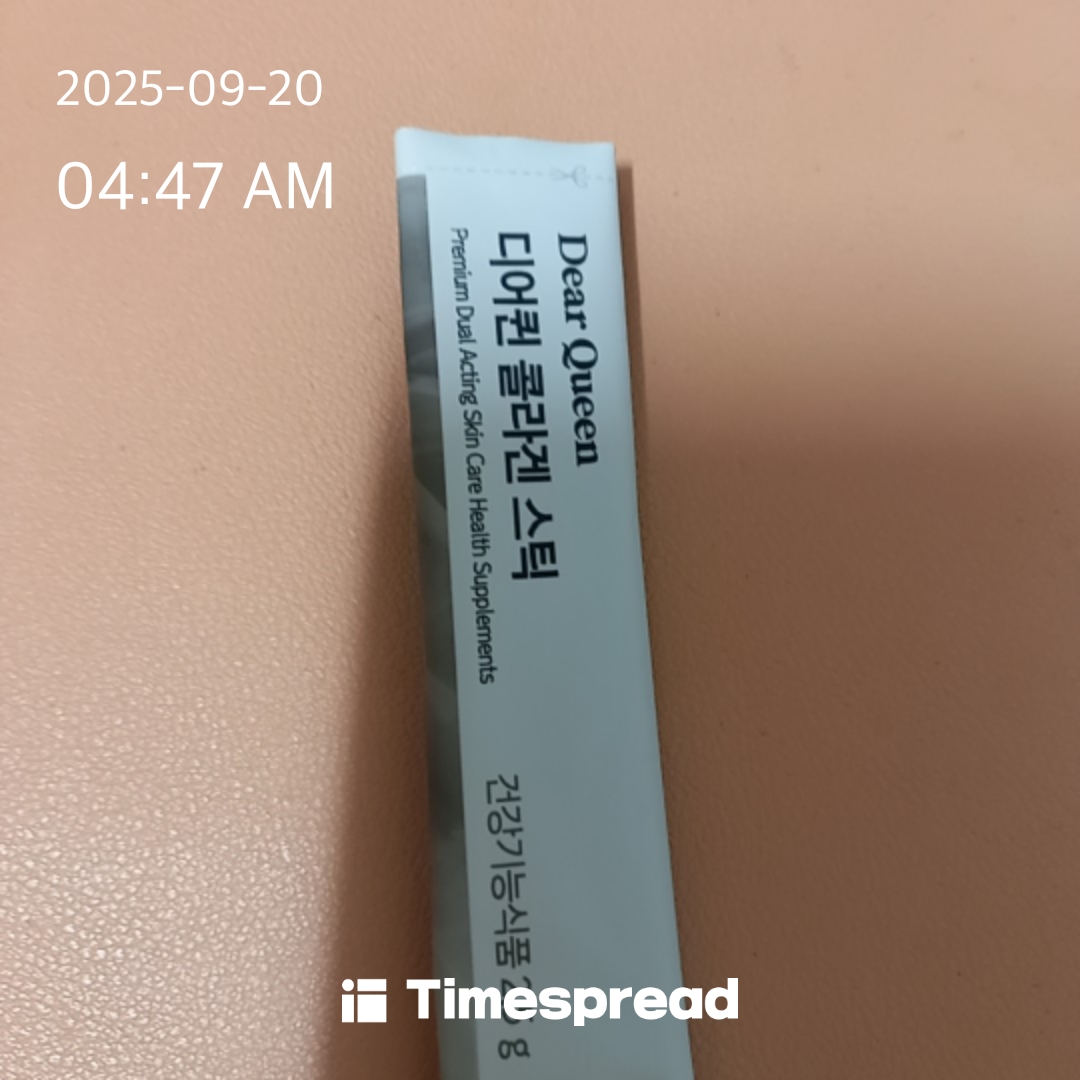 2025-09-20
04:47 AM
Dear Queen
디어퀸 콜라겐 스틱
Premium Dual Acting Skin Care Health Supplements
건강기능식품 g
Timespread